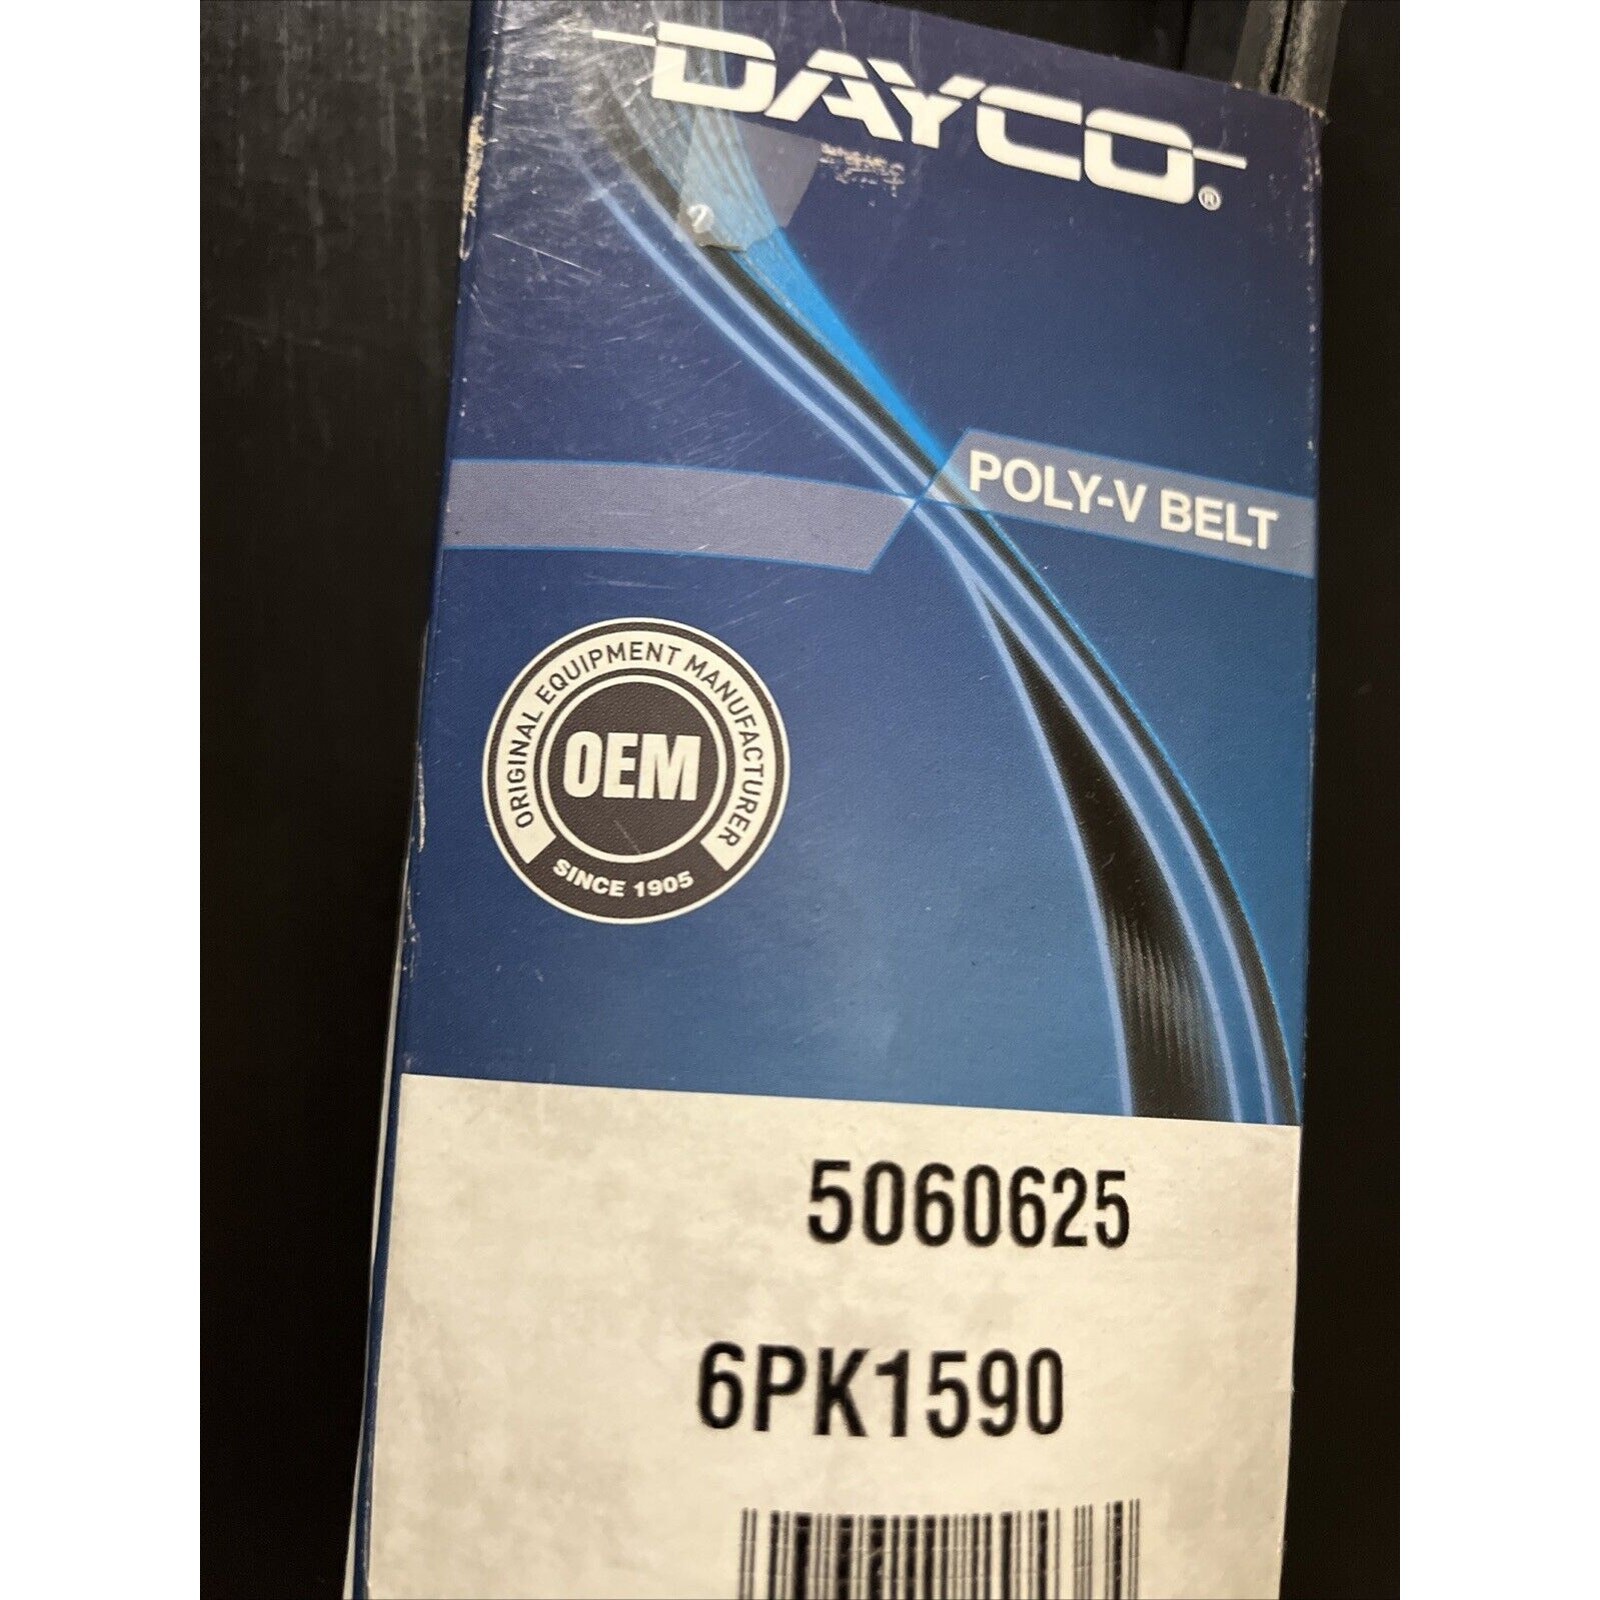 DAYCO®
POLY-V BELT
ORIGINAL EQUIPMENT MANUFACTURER
OEM
SINCE 1905
5060625
6PK1590